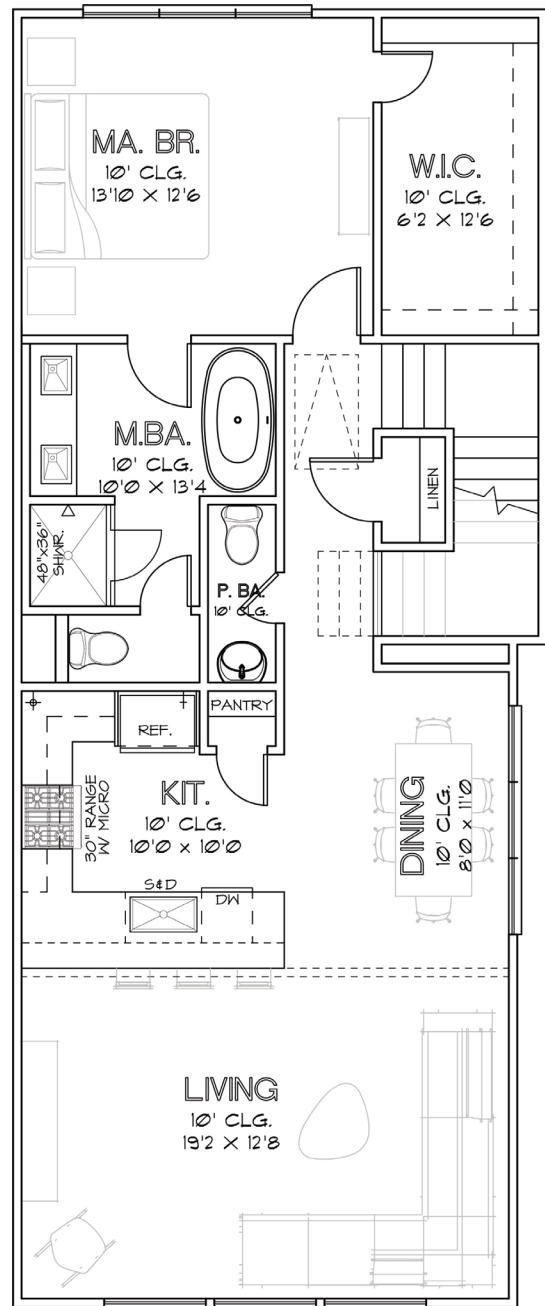 MA. BR.
10' CLG.
13'10 X 12'6
W.I.C.
10' CLG.
6'2 X 12'6
M.BA.
10' CLG.
10'0 X 13'4
LINEN
48"x36"
SHWR.
P. BA.
10' CLG.
PANTRY
REF.
KIT.
10' CLG.
10'0 x 10'0
30" RANGE
W/ MICRO
S&D
DW
DINING
10' CLG.
8'0 x 11'0
LIVING
10' CLG.
19'2 X 12'8